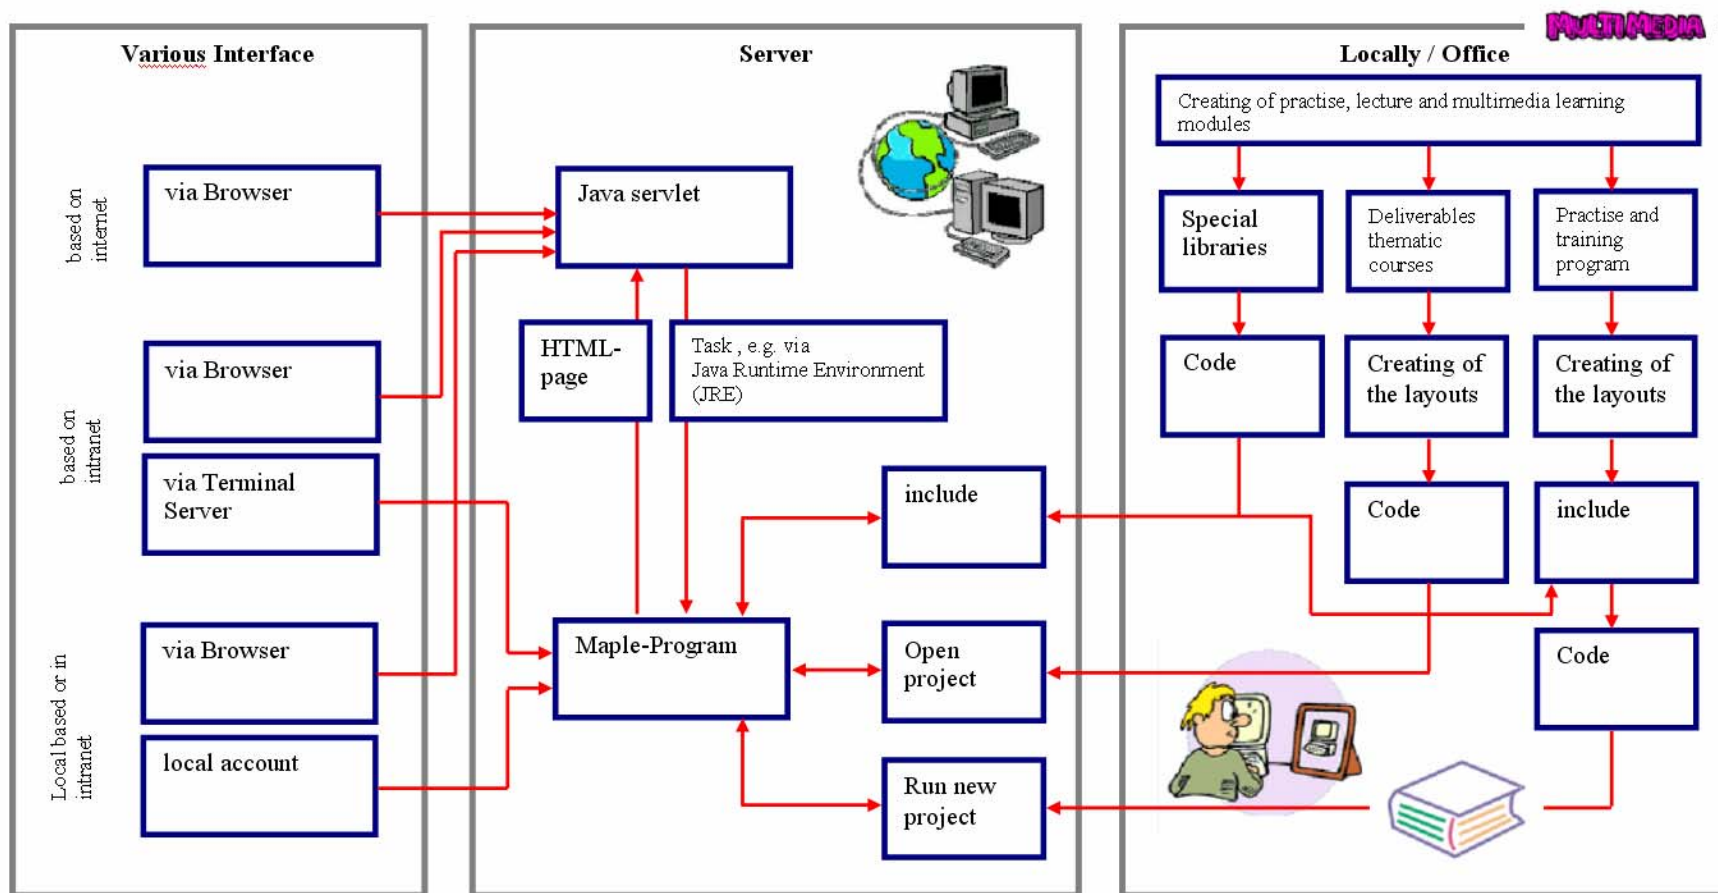 Various Interface
based on
internet
via Browser
based on
intranet
via Browser
via Terminal
Server
Local based or in
intranet
via Browser
local account
Server
Java servlet
HTML-
page
Task , e.g. via
Java Runtime Environment
(JRE)
include
Maple-Program
Open
project
Run new
project
MULTIMEDIA
Locally / Office
Creating of practise, lecture and multimedia learning
modules
Special
libraries
Deliverables
thematic
courses
Practise and
training
program
Code
Creating of
the layouts
Creating of
the layouts
Code
include
Code